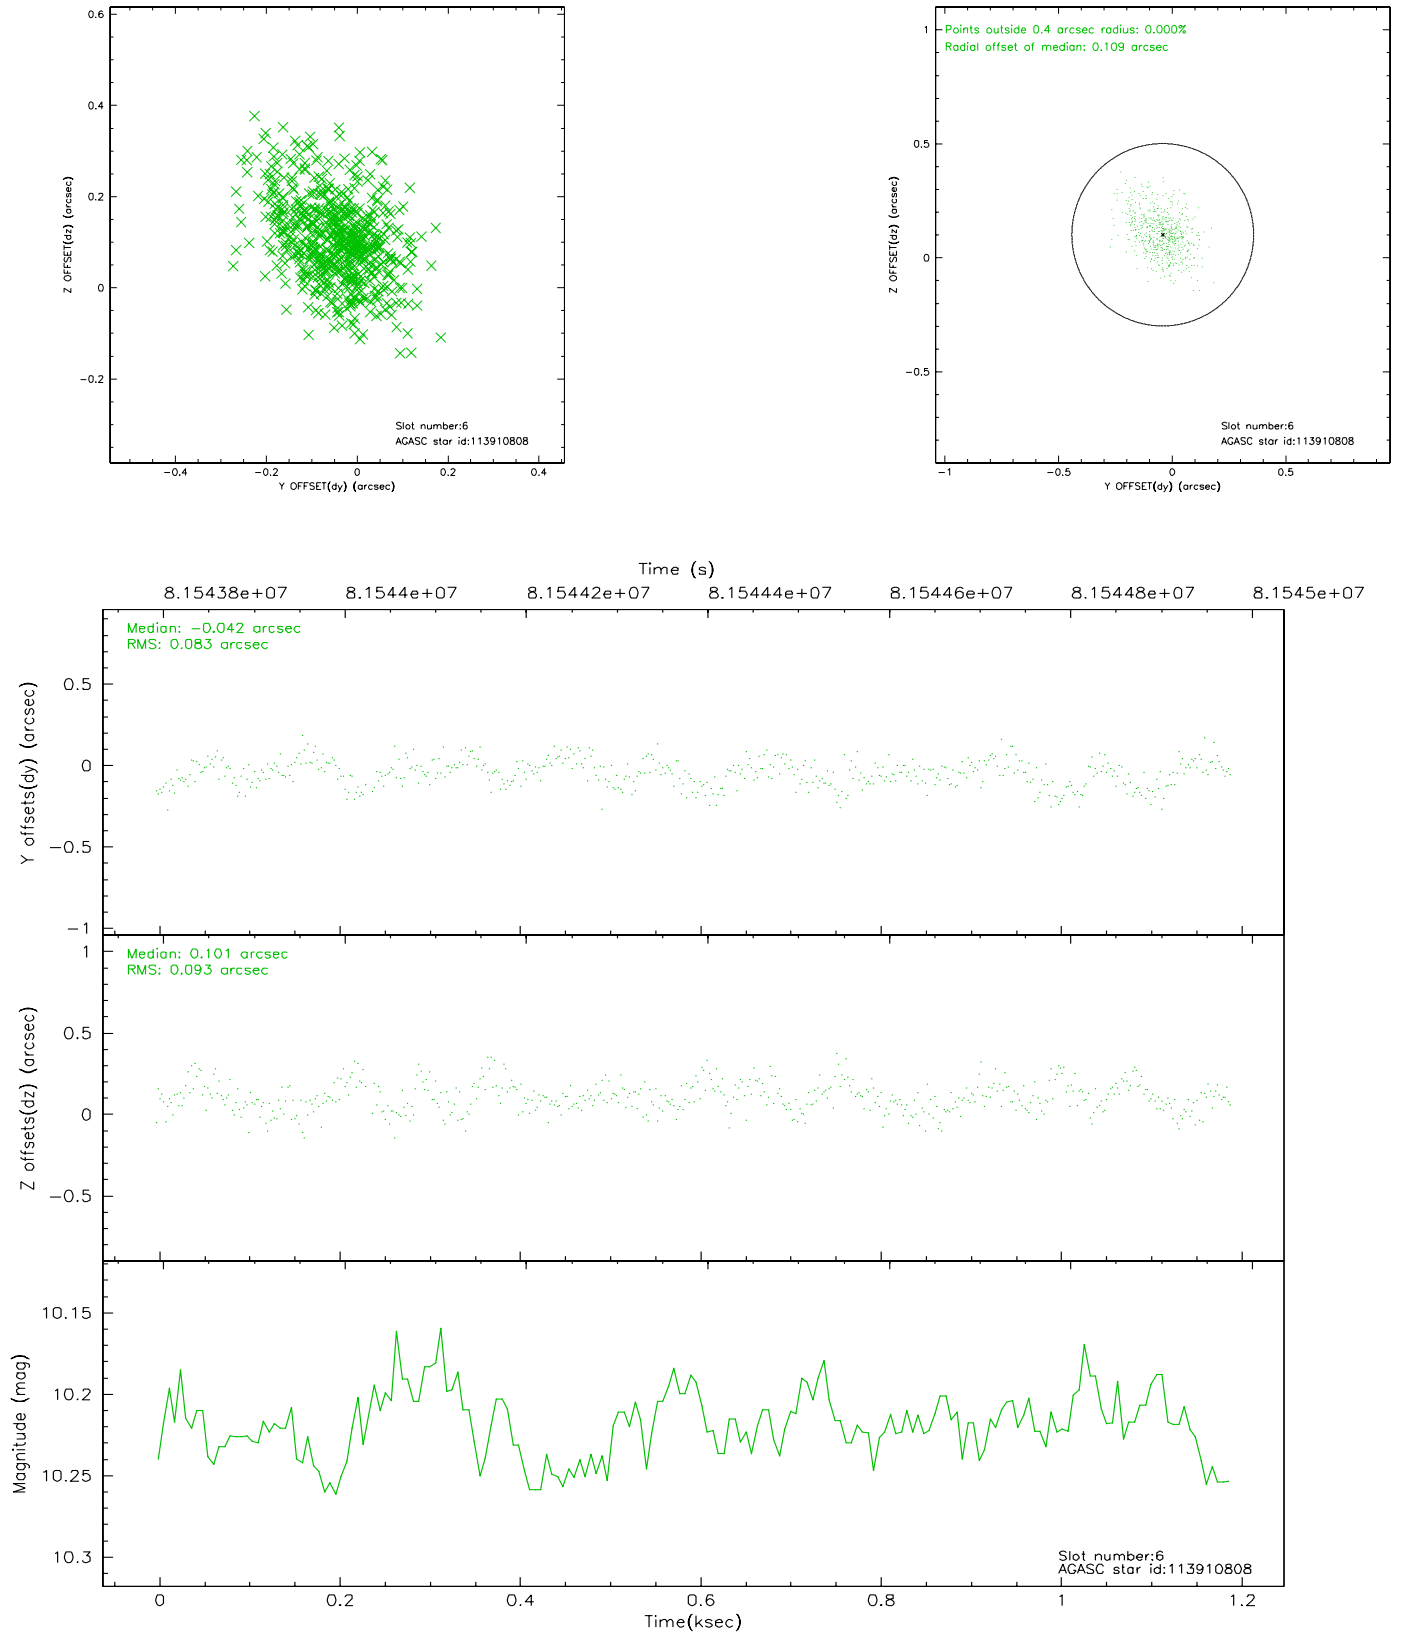 0.6
0.4
0.2
0
−0.2
Z OFFSET(dz) (arcsec)
Slot number:6
AGASC star id:113910808
−0.4 −0.2 0 0.2 0.4
Y OFFSET(dy) (arcsec)
Points outside 0.4 arcsec radius: 0.000%
Radial offset of median: 0.109 arcsec
1
0.5
0
−0.5
Z OFFSET(dz) (arcsec)
Slot number:6
AGASC star id:113910808
−1 −0.5 0 0.5
Y OFFSET(dy) (arcsec)
Time (s)
8.15438e+07 8.1544e+07 8.15442e+07 8.15444e+07 8.15446e+07 8.15448e+07 8.1545e+07
Median: −0.042 arcsec
RMS: 0.083 arcsec
0.5
0
−0.5
−1
Y offsets(dy) (arcsec)
Median: 0.101 arcsec
RMS: 0.093 arcsec
1
0.5
0
−0.5
Z offsets(dz) (arcsec)
10.15
10.2
10.25
10.3
Magnitude (mag)
Slot number:6
AGASC star id:113910808
0 0.2 0.4 0.6 0.8 1 1.2
Time(ksec)